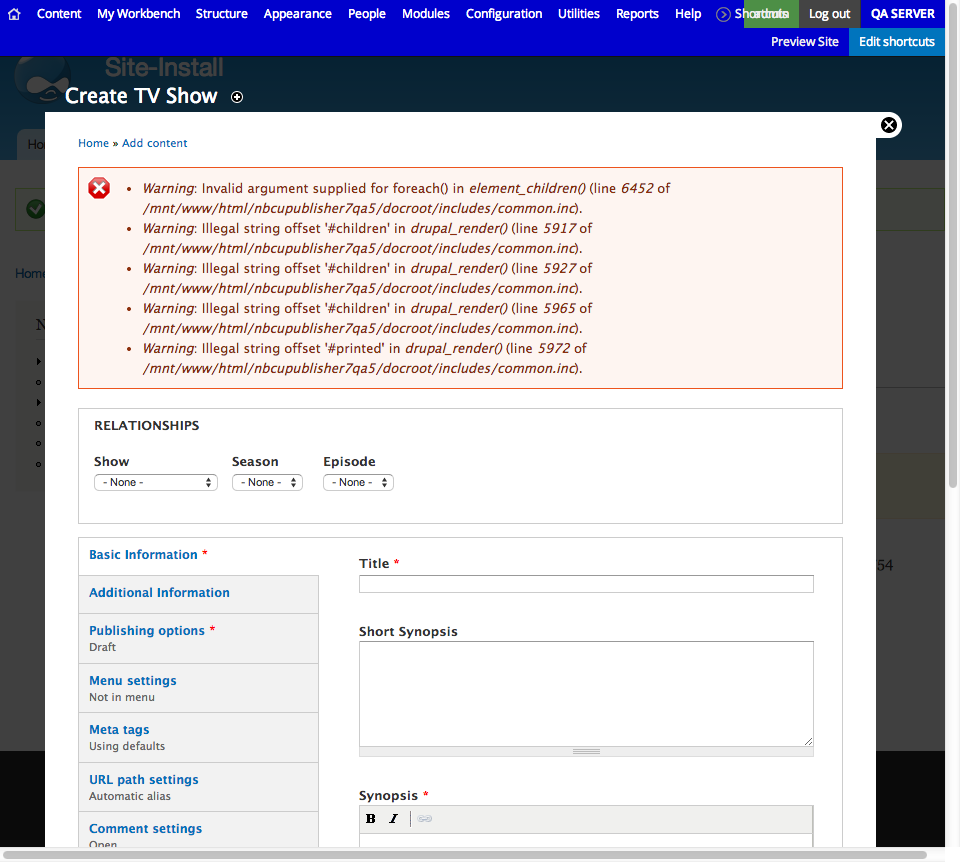 Content My Workbench Structure Appearance People Modules Configuration Utilities Reports Help Shortcuts Log out QA SERVER
Preview Site Edit shortcuts
Site-Install
Create TV Show
Home » Add content
Warning: Invalid argument supplied for foreach() in element_children() (line 6452 of
/mnt/www/html/nbcupublisher7qa5/docroot/includes/common.inc).
Warning: Illegal string offset '#children' in drupal_render() (line 5917 of
/mnt/www/html/nbcupublisher7qa5/docroot/includes/common.inc).
Warning: Illegal string offset '#children' in drupal_render() (line 5927 of
/mnt/www/html/nbcupublisher7qa5/docroot/includes/common.inc).
Warning: Illegal string offset '#children' in drupal_render() (line 5965 of
/mnt/www/html/nbcupublisher7qa5/docroot/includes/common.inc).
Warning: Illegal string offset '#printed' in drupal_render() (line 5972 of
/mnt/www/html/nbcupublisher7qa5/docroot/includes/common.inc).
Home
RELATIONSHIPS
Show Season Episode
- None - - None - - None -
Basic Information *
Additional Information
Publishing options *
Draft
Menu settings
Not in menu
Meta tags
Using defaults
URL path settings
Automatic alias
Comment settings
Open
Title *
54
Short Synopsis
Synopsis *
B I